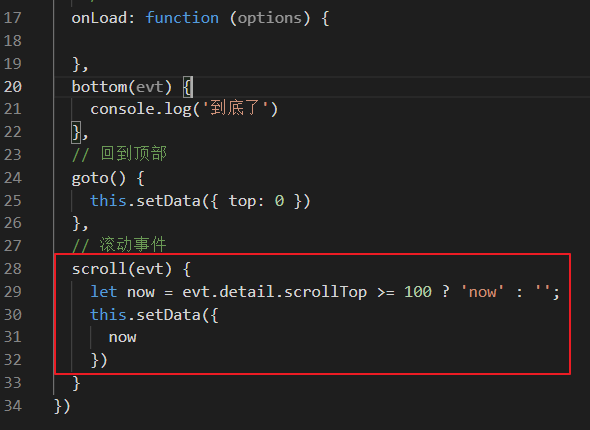 17 onLoad: function (options) {
18
19 },
20 bottom(evt) {
21 console.log('到底了')
22 },
23 // 回到顶部
24 goto() {
25 this.setData({ top: 0 })
26 },
27 // 滚动事件
28 scroll(evt) {
29 let now = evt.detail.scrollTop >= 100 ? 'now' : '';
30 this.setData({
31 now
32 })
33 }
34 })